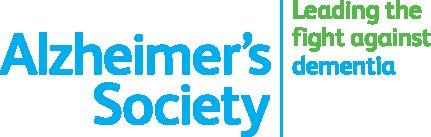 Alzheimer's
Society
Leading the
fight against
dementia